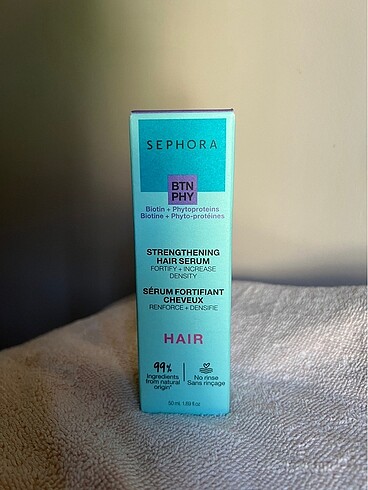 SEPHORA
BTN
PHY
Biotin + Phytoproteins
Biotine + Phyto-protéines
STRENGTHENING
HAIR SERUM
FORTIFY + INCREASE
DENSITY
SÉRUM FORTIFIANT
CHEVEUX
RENFORCE + DENSIFIE
HAIR
99%
Ingredients
from natural
origin*
No rinse
Sans rinçage
50 ml. 1.69 fl.oz